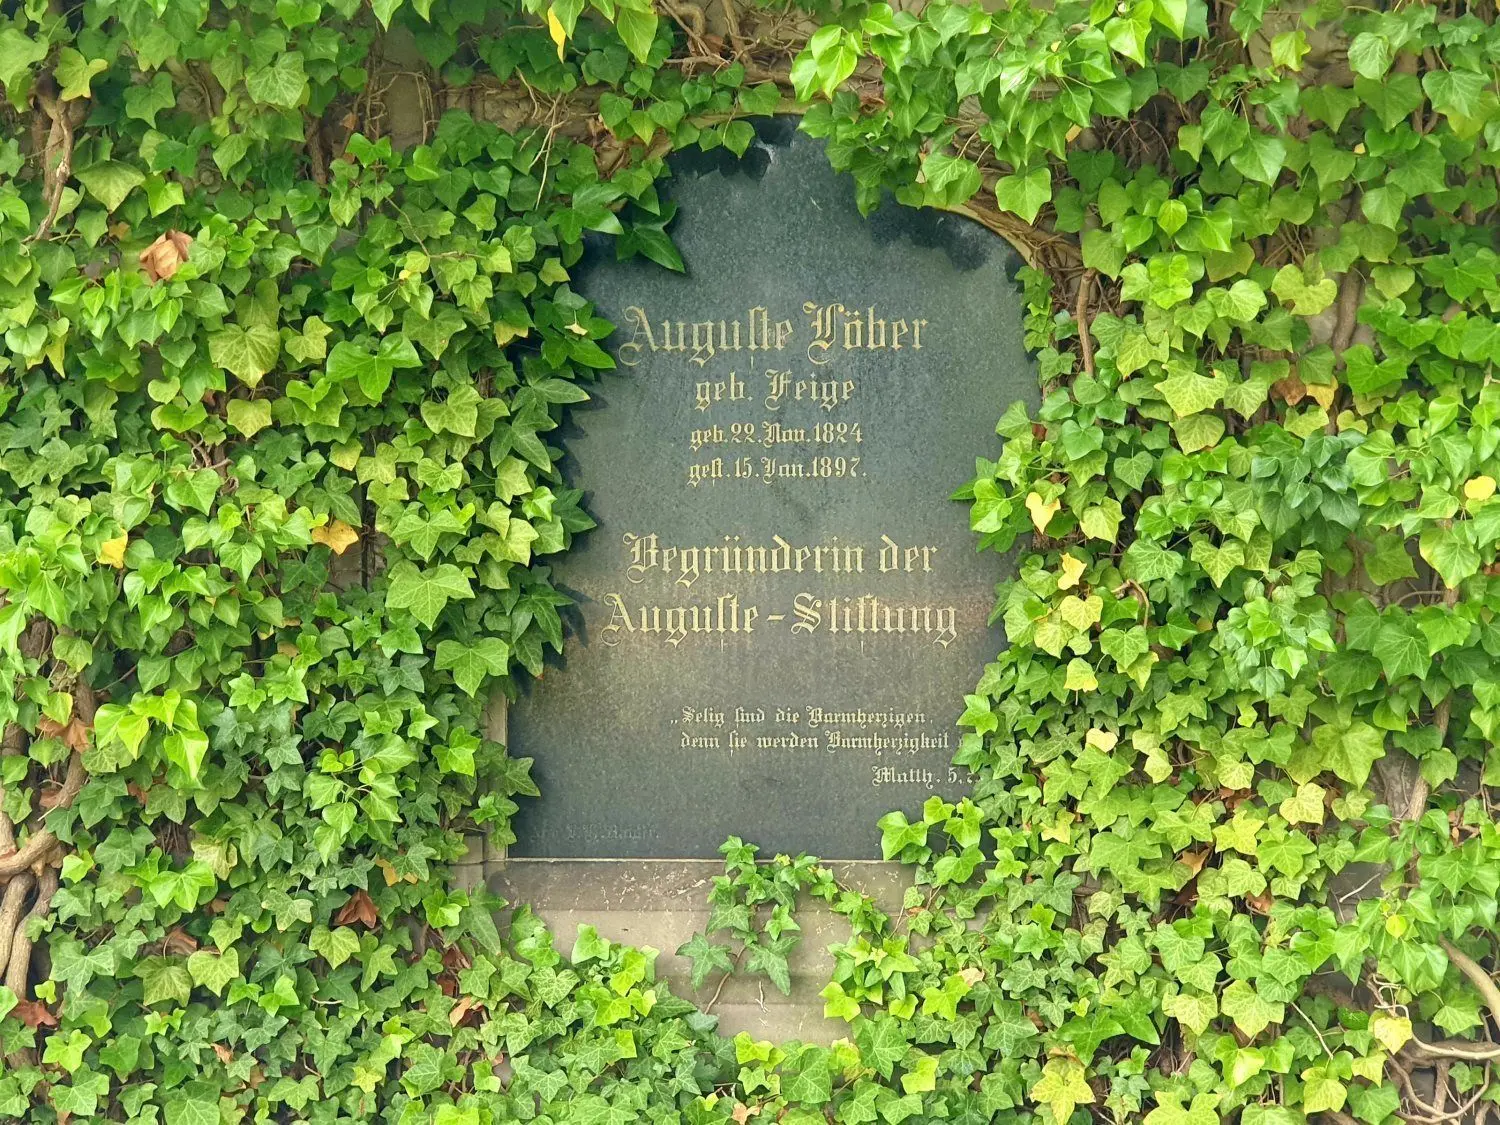 Auguste Löber
geb. Feige
geb. 22. Nov. 1824
gest. 15. Jan. 1897.
Begründerin der
Auguste-Stiftung
„Selig sind die Barmherzigen,
denn sie werden Barmherzigkeit
Matth. 5.